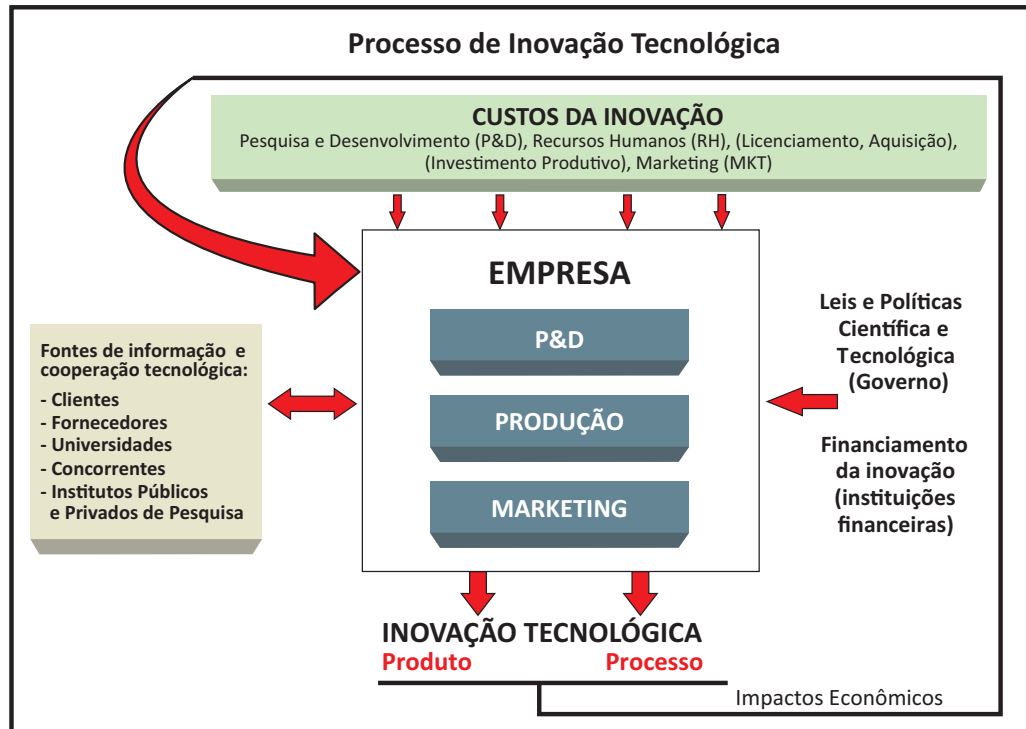 Processo de Inovação Tecnológica
CUSTOS DA INOVAÇÃO
Pesquisa e Desenvolvimento (P&D), Recursos Humanos (RH), (Licenciamento, Aquisição),
(Investimento Produtivo), Marketing (MKT)
EMPRESA
P&D
PRODUÇÃO
MARKETING
Fontes de informação e
cooperação tecnológica:
- Clientes
- Fornecedores
- Universidades
- Concorrentes
- Institutos Públicos
e Privados de Pesquisa
Leis e Políticas
Científica e
Tecnológica
(Governo)
Financiamento
da inovação
(instituições
financeiras)
INOVAÇÃO TECNOLÓGICA
Produto Processo
Impactos Econômicos